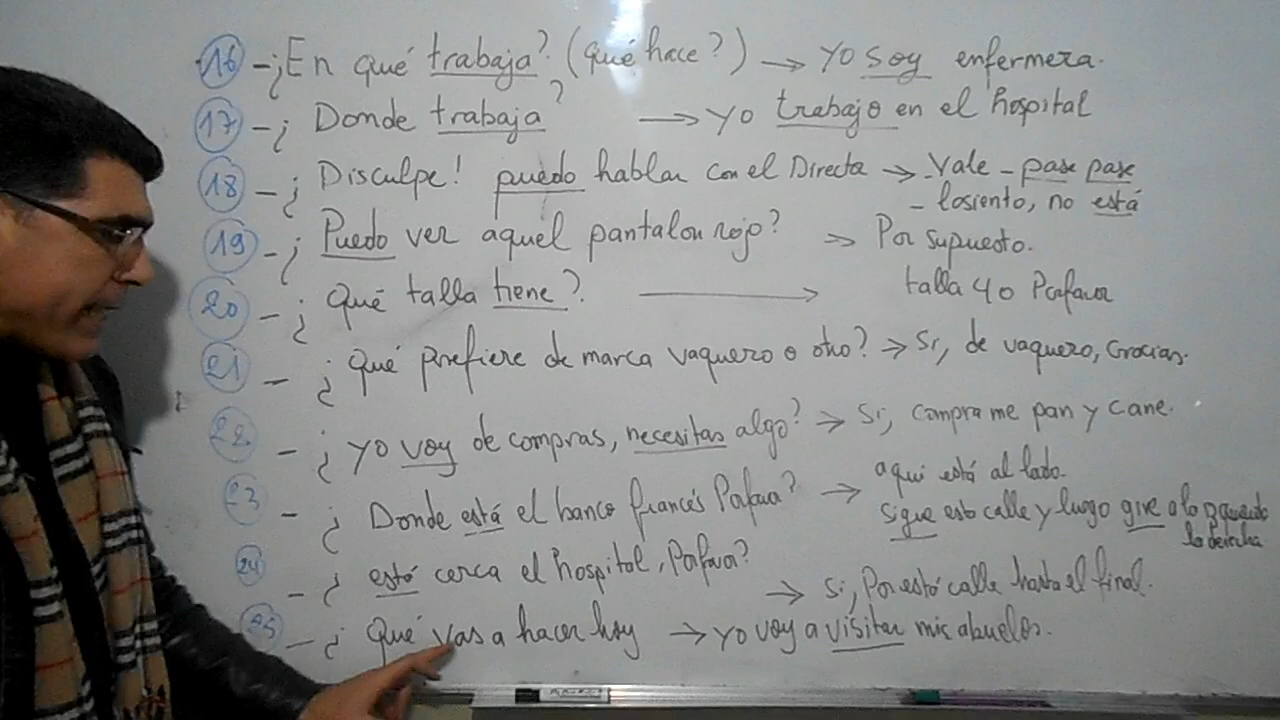 16 - ¡En qué trabaja? (qué hace?) → yo soy enfermera.
17 - ¡ Donde trabaja? → yo trabajo en el hospital
18 - ¿ Disculpe! puedo hablar con el Directa → - Vale - pase pase
- losiento, no está
19 - ¿ Puedo ver aquel pantalon rojo? → Por supuesto.
20 - ¿ Qué talla tiene? → talla 40 Porfavor
21 - ¿ Qué prefiere de marca vaquero o otro? → Si, de vaquero, Gracias.
22 - ¿ yo voy de compras, necesitas algo? → Si, compra me pan y cane.
23 - ¿ Donde está el banco francés Porfavor? → aqui está al lado.
sigue esta calle y luego gire a la izquierda
la derecha
24 - ¿ está cerca el hospital, Porfavor? → Si, Por esta calle hasta el final.
25 - ¿ Qué vas a hacer hoy → yo voy a visitar mis abuelos.